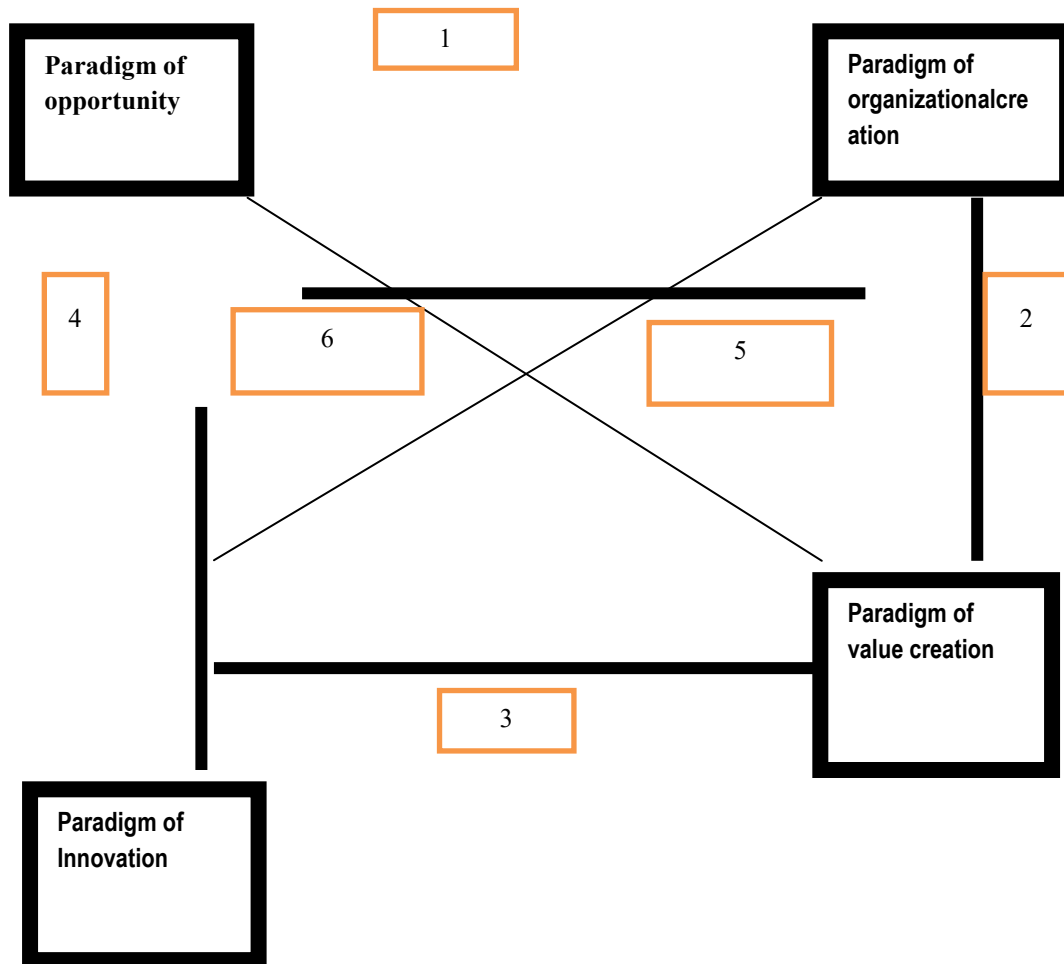 1
Paradigm of
opportunity
Paradigm of
organizationalcre
ation
4
6
5
2
Paradigm of
value creation
3
Paradigm of
Innovation